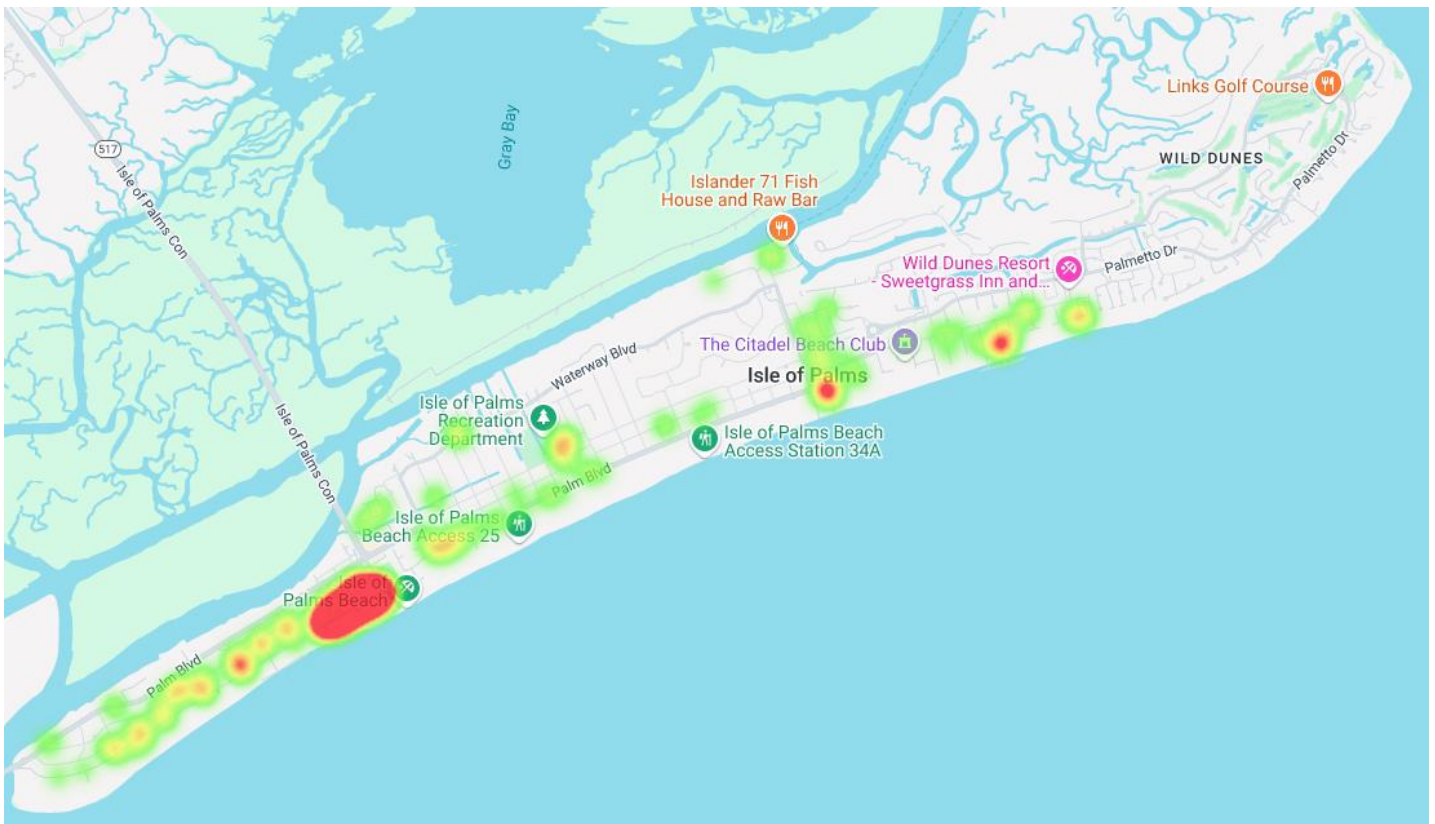 Links Golf Course
517
Gray Bay
WILD DUNES
Isle of Palms Con
Islander 71 Fish
House and Raw Bar
Palmetto Dr
Wild Dunes Resort
- Sweetgrass Inn and...
Palmetto Dr
The Citadel Beach Club
Waterway Blvd
Isle of Palms
Isle of Palms
Recreation
Department
Isle of Palms Beach
Access Station 34A
Isle of Palms Con
Palm Blvd
Isle of Palms
Beach Access 25
Isle of
Palms Beach
Palm Blvd